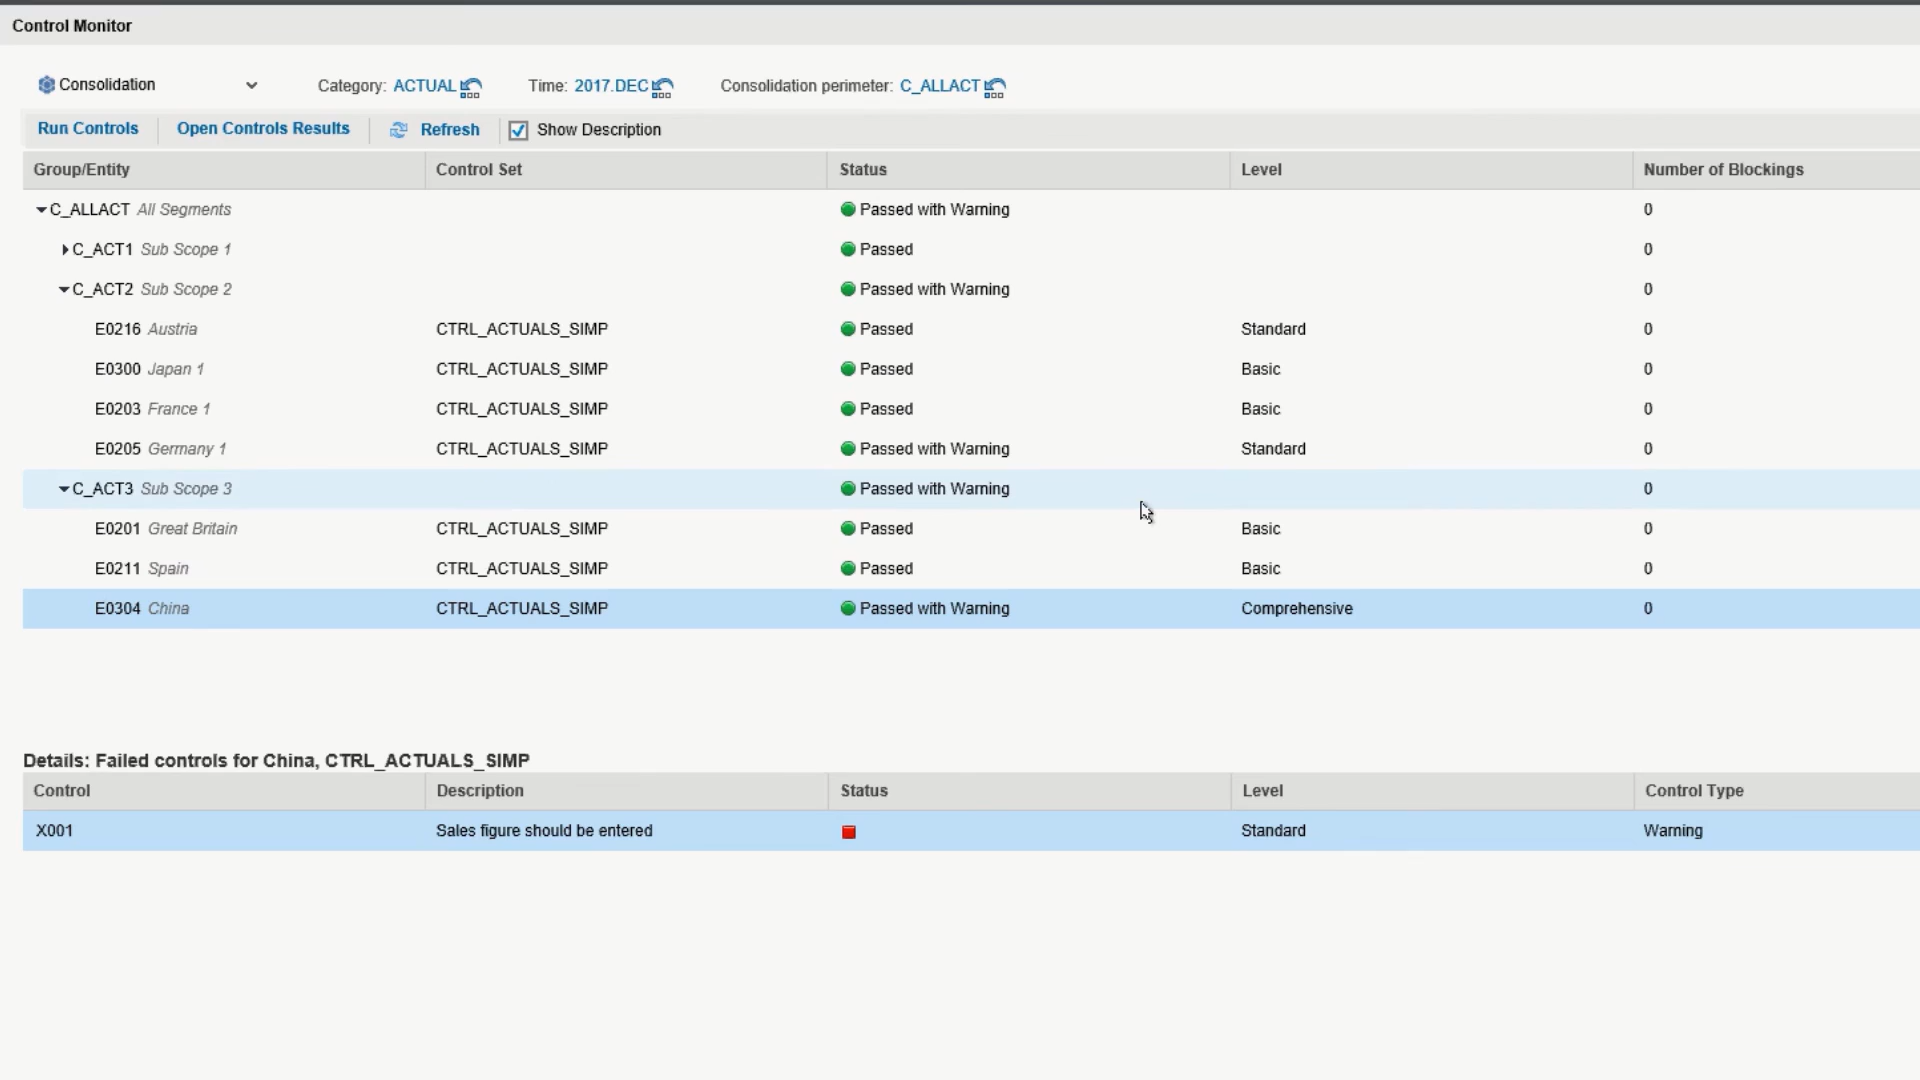 Control Monitor
Consolidation Category: ACTUAL Time: 2017.DEC Consolidation perimeter: C_ALLACT
Run Controls Open Controls Results Refresh Show Description
Group/Entity Control Set Status Level Number of Blockings
C_ALLACT All Segments Passed with Warning 0
C_ACT1 Sub Scope 1 Passed 0
C_ACT2 Sub Scope 2 Passed with Warning 0
E0216 Austria CTRL_ACTUALS_SIMP Passed Standard 0
E0300 Japan 1 CTRL_ACTUALS_SIMP Passed Basic 0
E0203 France 1 CTRL_ACTUALS_SIMP Passed Basic 0
E0205 Germany 1 CTRL_ACTUALS_SIMP Passed with Warning Standard 0
C_ACT3 Sub Scope 3 Passed with Warning 0
E0201 Great Britain CTRL_ACTUALS_SIMP Passed Basic 0
E0211 Spain CTRL_ACTUALS_SIMP Passed Basic 0
E0304 China CTRL_ACTUALS_SIMP Passed with Warning Comprehensive 0
Details: Failed controls for China, CTRL_ACTUALS_SIMP
Control Description Status Level Control Type
X001 Sales figure should be entered Standard Warning